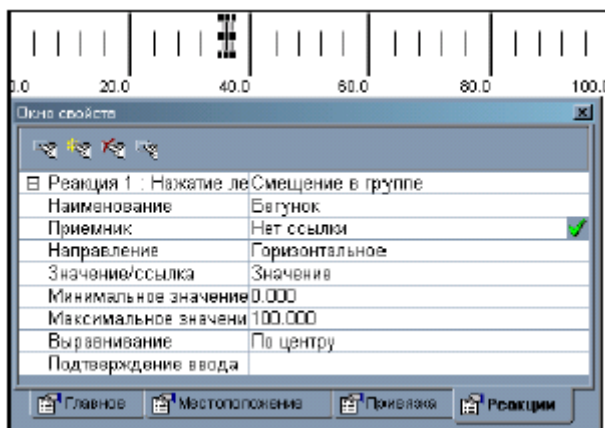 0.0 20.0 40.0 60.0 80.0 100.0
Окно свойств
Реакция 1 : Нажатие ле Смещение в группе
Наименование Бегунок
Приемник Нет ссылки
Направление Горизонтальное
Значение/ссылка Значение
Минимальное значение 0.000
Максимальное значени 100.000
Выравнивание По центру
Подтверждение ввода
Главное Местоположение Привязка Реакции